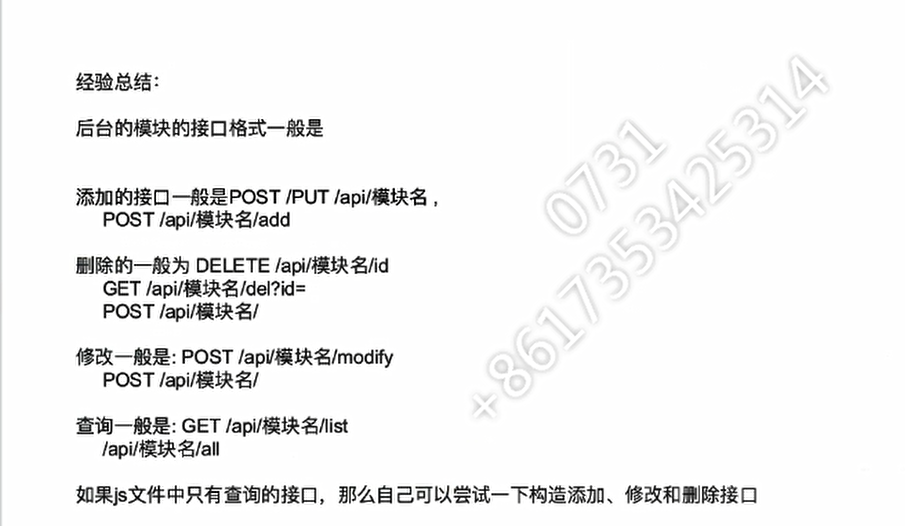 经验总结：
后台的模块的接口格式一般是
添加的接口一般是POST /PUT /api/模块名 ,
POST /api/模块名/add
删除的一般为 DELETE /api/模块名/id
GET /api/模块名/del?id=
POST /api/模块名/
修改一般是: POST /api/模块名/modify
POST /api/模块名/
查询一般是: GET /api/模块名/list
/api/模块名/all
如果js文件中只有查询的接口，那么自己可以尝试一下构造添加、修改和删除接口
0731
+8617353425314